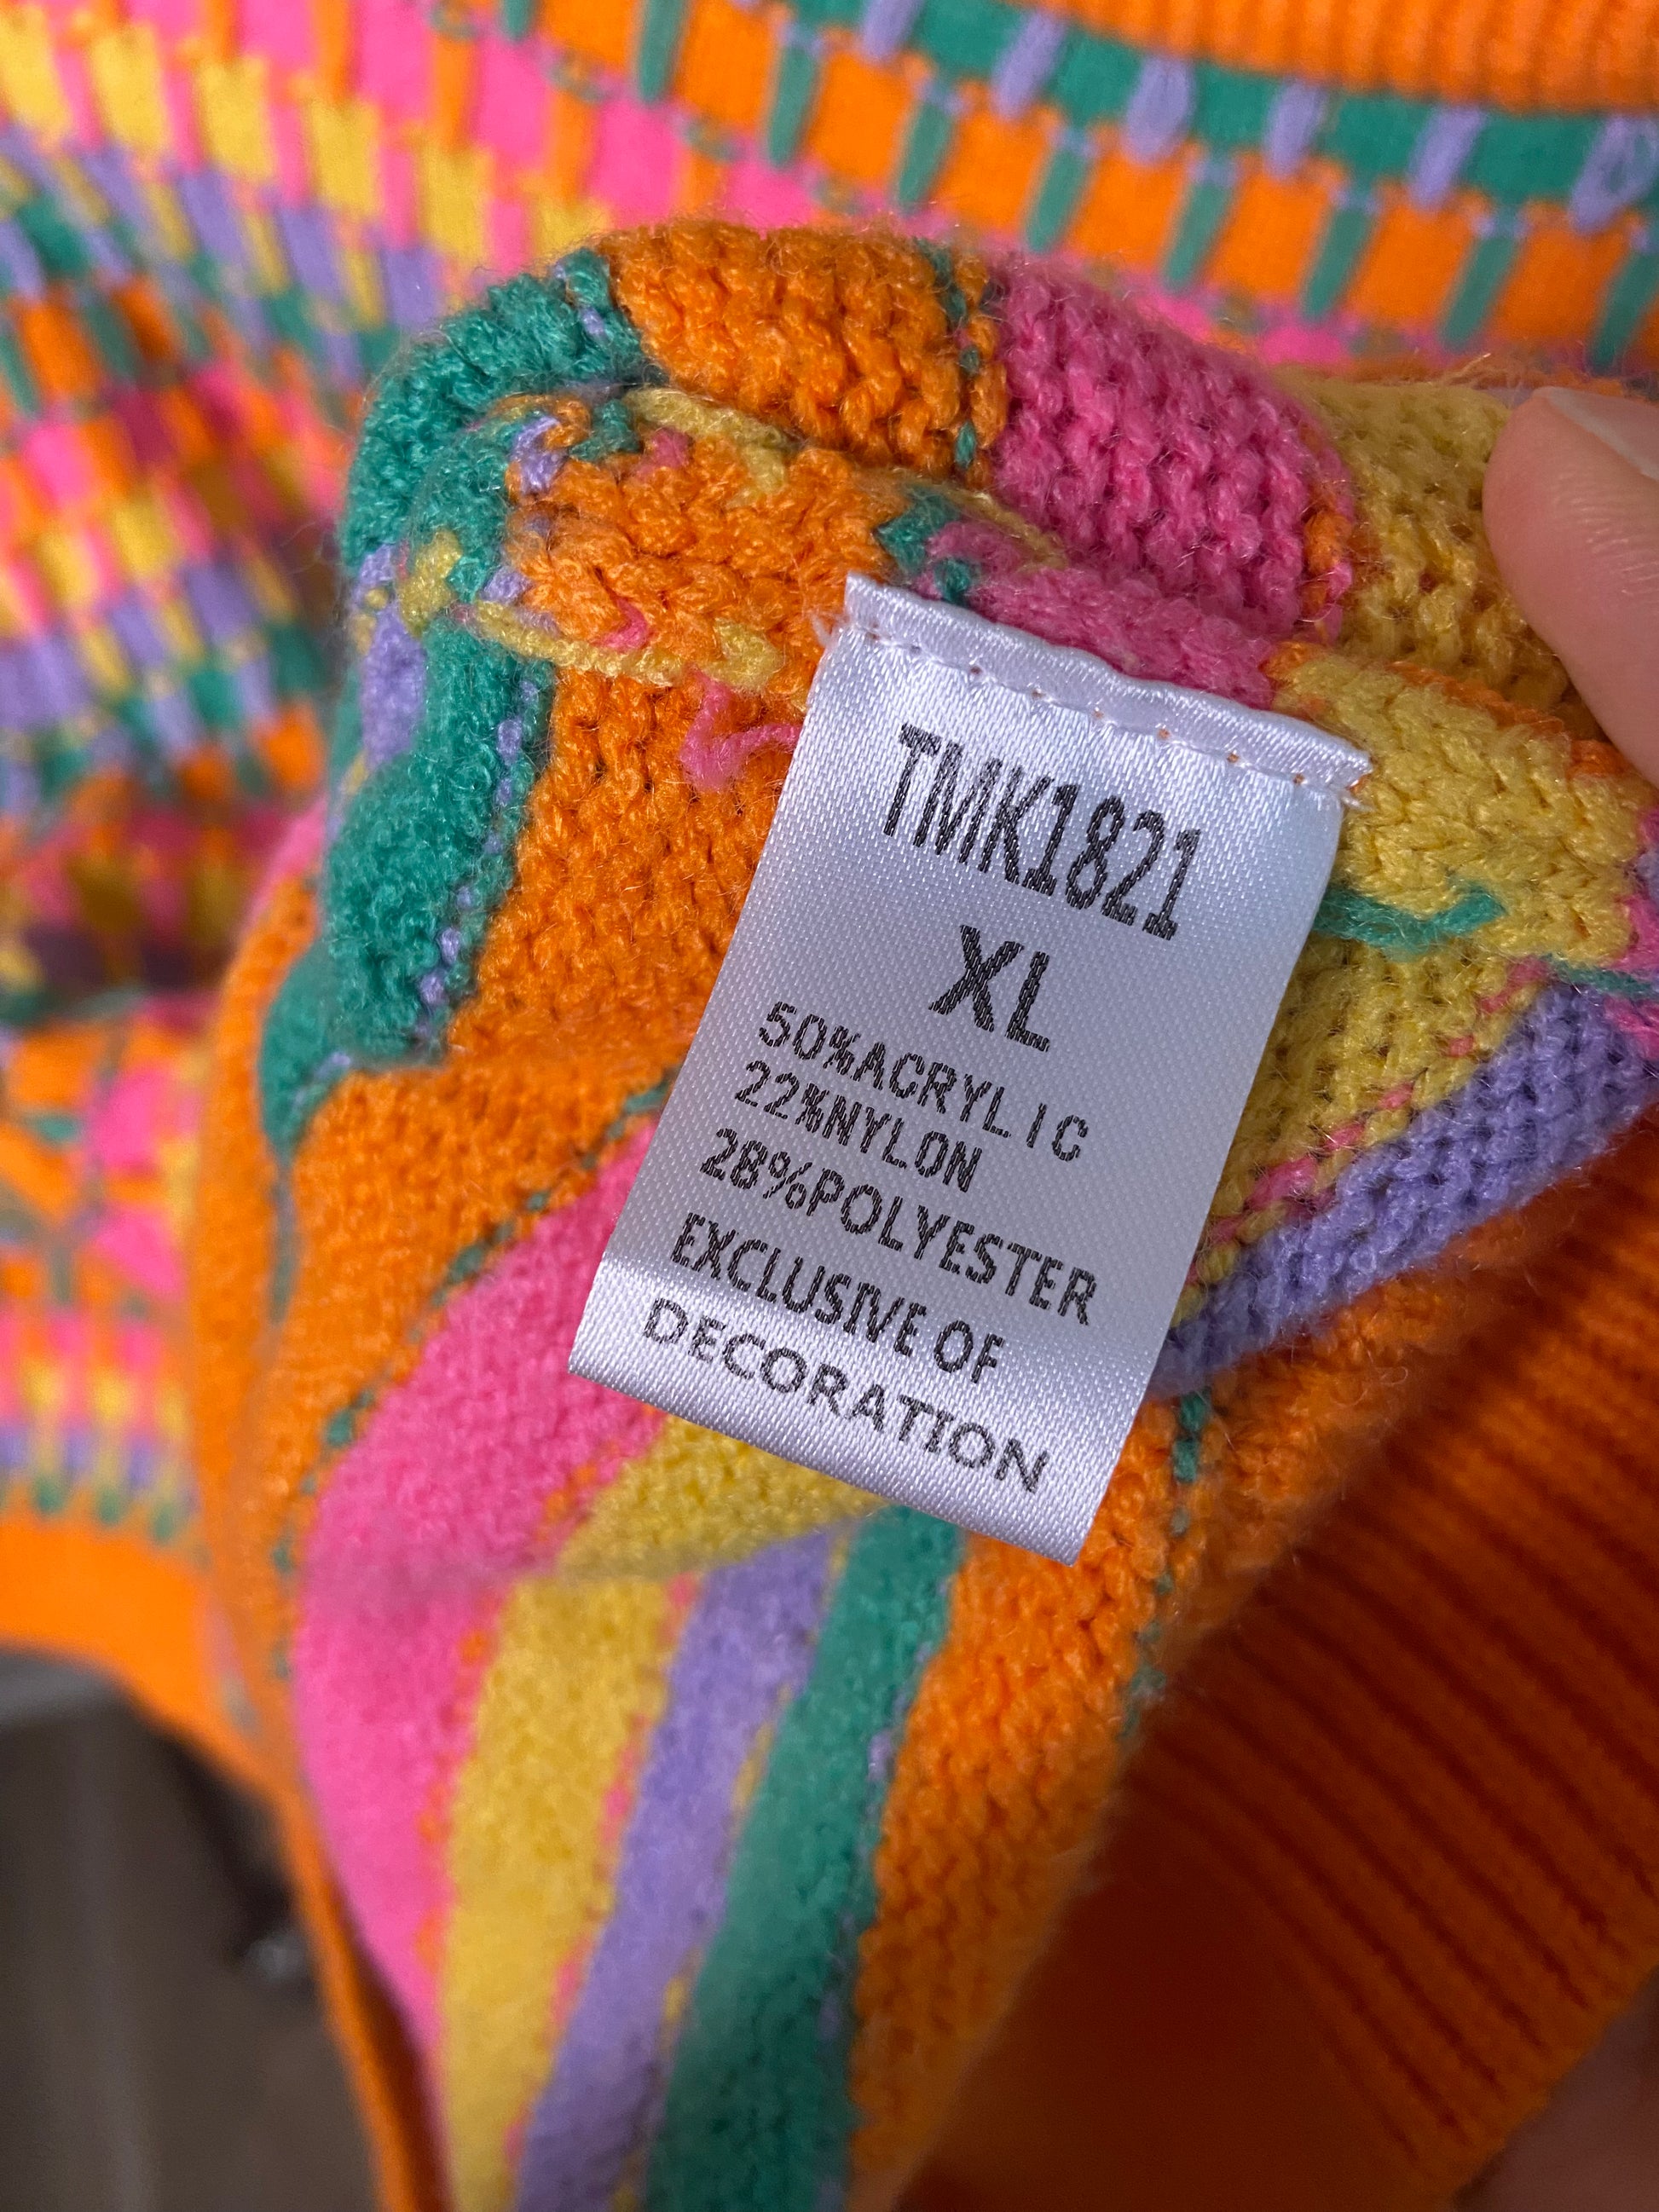 TMK1821
XL
50%ACRYLIC
22%NYLON
28%POLYESTER
EXCLUSIVE OF
DECORATION